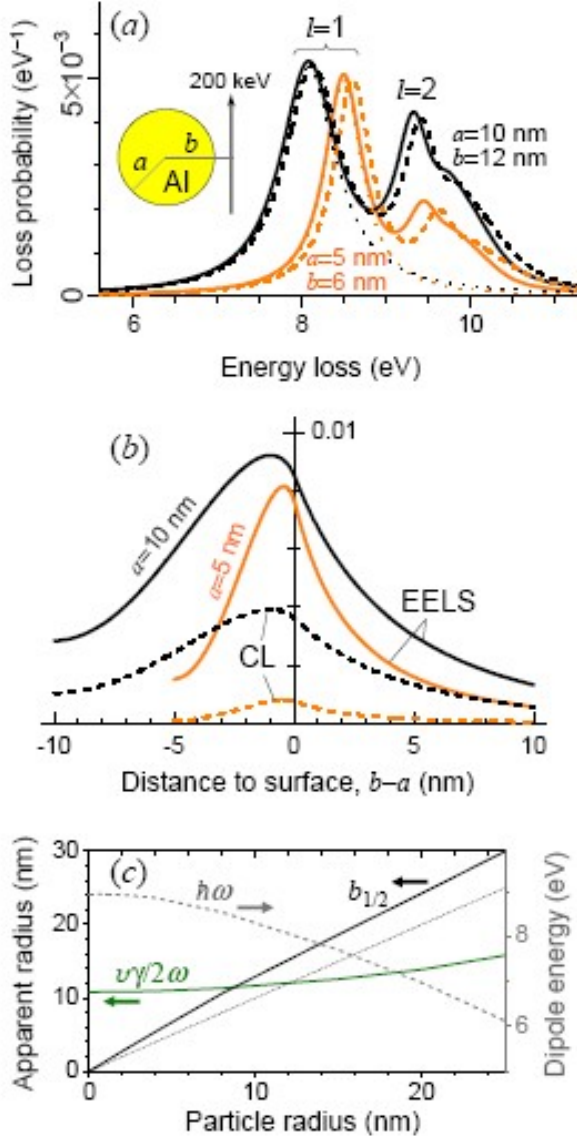 (a)
l=1
200 keV
l=2
a
b
Al
a=10 nm
b=12 nm
a=5 nm
b=6 nm
Loss probability (eV⁻¹)
5×10⁻³
0
6
8
10
Energy loss (eV)
(b)
0.01
a=10 nm
a=5 nm
EELS
CL
-10
-5
0
5
10
Distance to surface, b–a (nm)
(c)
ħω
b1/2
υγ/2ω
Apparent radius (nm)
30
20
10
0
Dipole energy (eV)
8
6
0
10
20
Particle radius (nm)